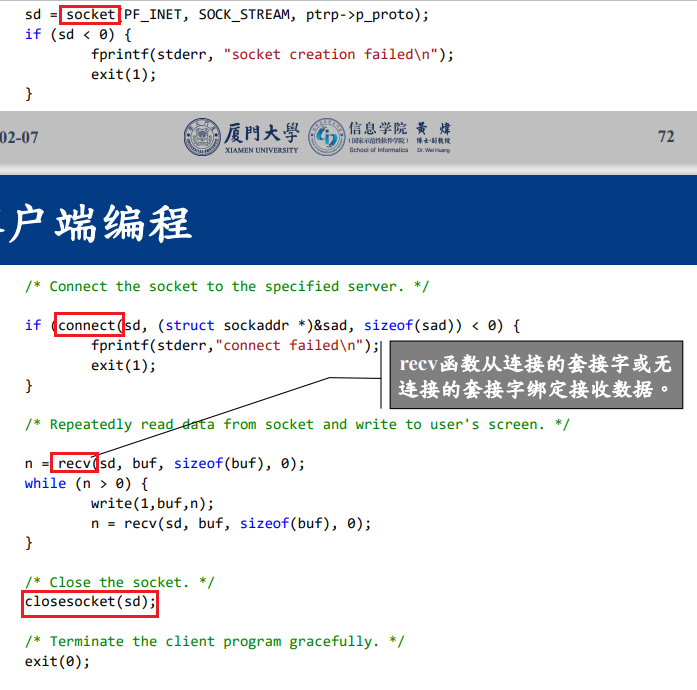 sd = socket(PF_INET, SOCK_STREAM, ptrp->p_proto);
if (sd < 0) {
fprintf(stderr, "socket creation failed\n");
exit(1);
}
02-07
厦門大學
XIAMEN UNIVERSITY
信息学院
(国家示范性软件学院)
School of Informatics
黄 炜
博士·副教授
Dr. Wei Huang
72
户端编程
/* Connect the socket to the specified server. */
if (connect(sd, (struct sockaddr *)&sad, sizeof(sad)) < 0) {
fprintf(stderr,"connect failed\n");
exit(1);
}
recv函数从连接的套接字或无
连接的套接字绑定接收数据。
/* Repeatedly read data from socket and write to user's screen. */
n = recv(sd, buf, sizeof(buf), 0);
while (n > 0) {
write(1,buf,n);
n = recv(sd, buf, sizeof(buf), 0);
}
/* Close the socket. */
closesocket(sd);
/* Terminate the client program gracefully. */
exit(0);